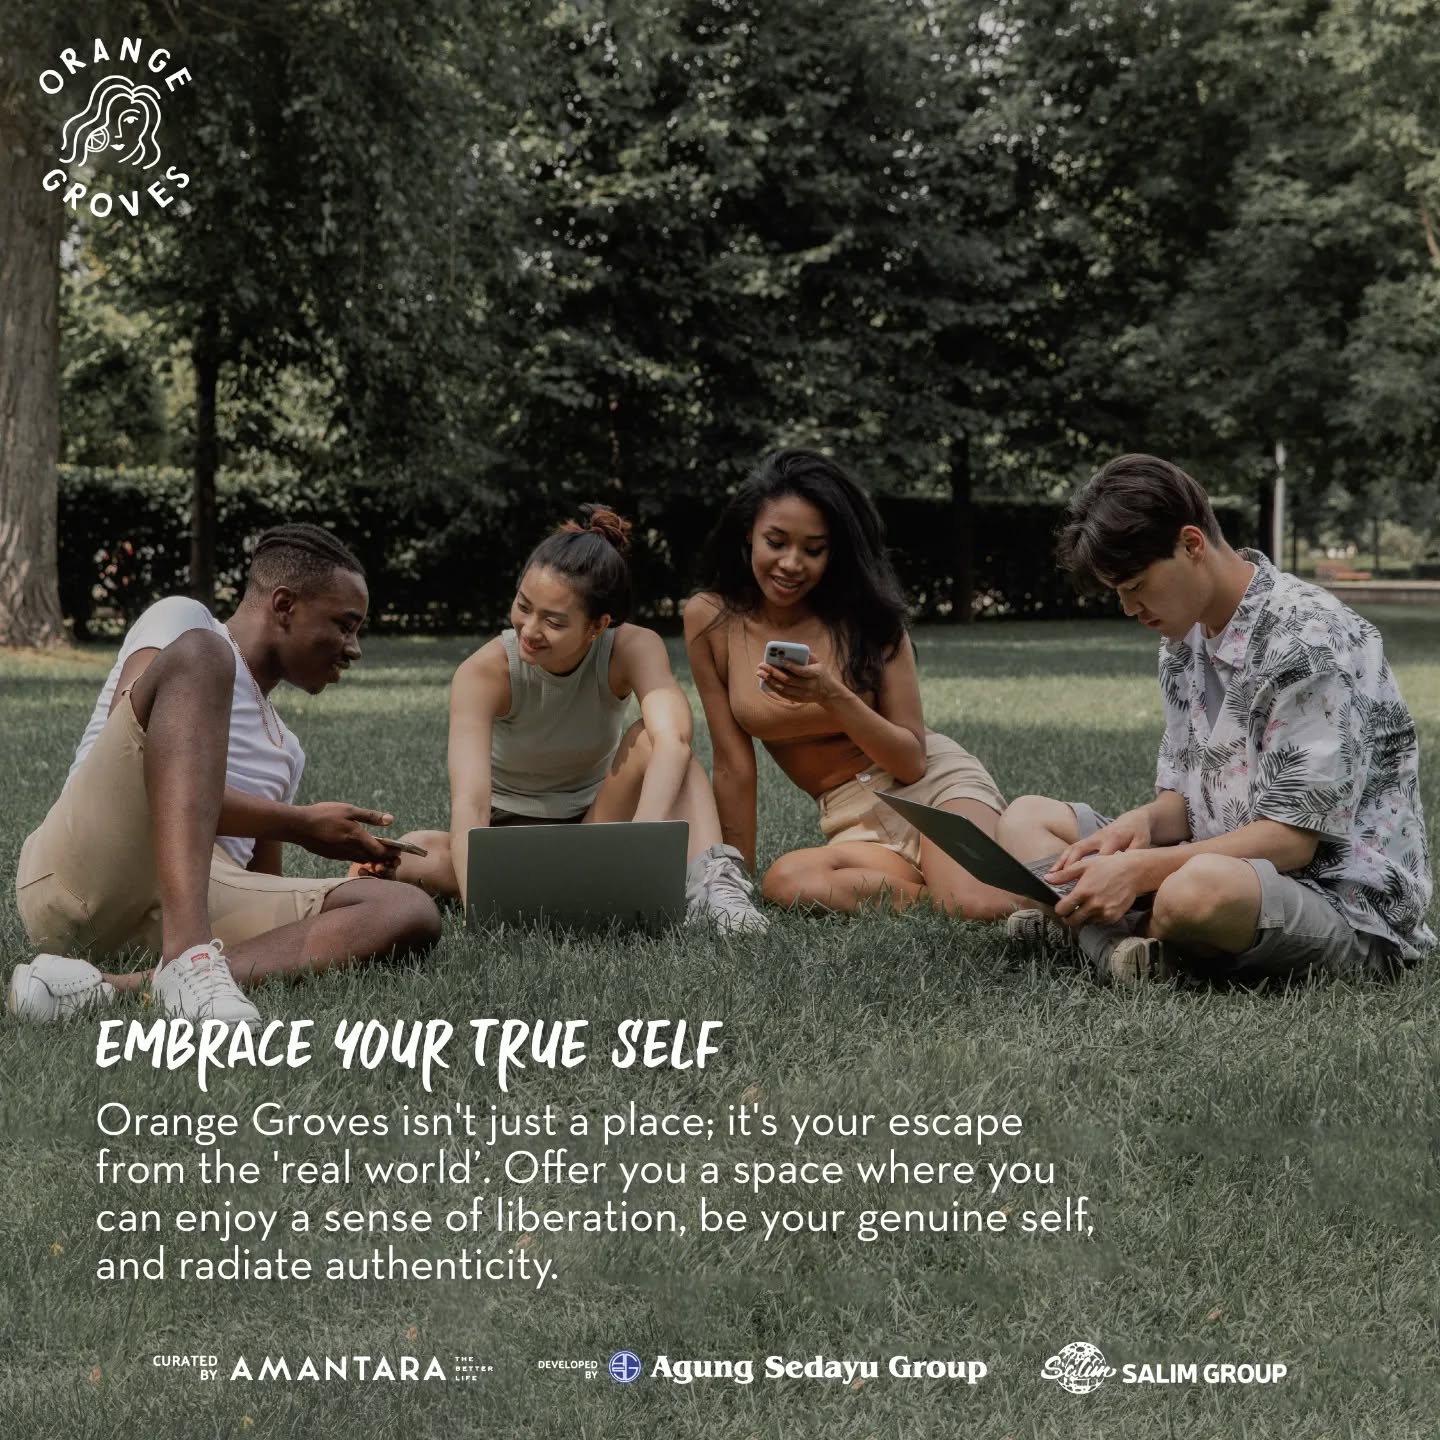 ORANGE
GROVES
EMBRACE YOUR TRUE SELF
Orange Groves isn't just a place; it's your escape
from the 'real world’. Offer you a space where you
can enjoy a sense of liberation, be your genuine self,
and radiate authenticity.
CURATED
BY
AMANTARA
THE
BETTER
LIFE
DEVELOPED
BY
Agung Sedayu Group
Salim
SALIM GROUP